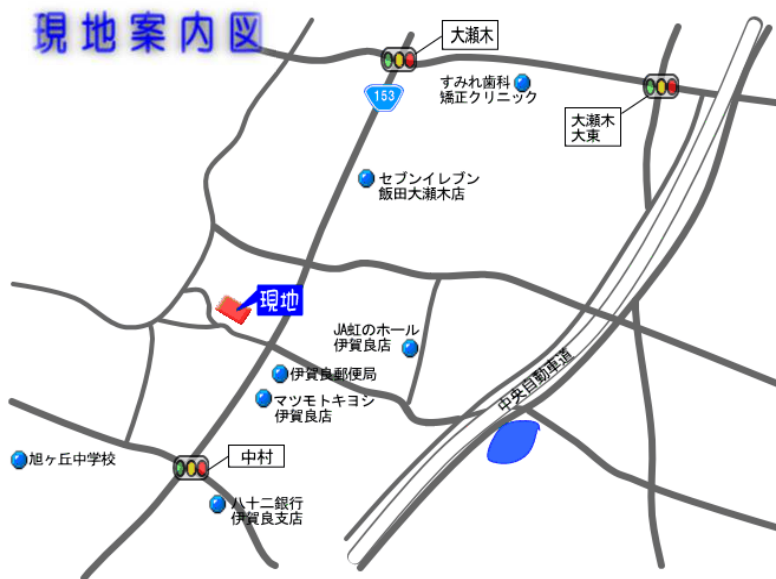 現地案内図
大瀬木
153
すみれ歯科
矯正クリニック
大瀬木
大東
セブンイレブン
飯田大瀬木店
現地
JA虹のホール
伊賀良店
中央自動車道
伊賀良郵便局
マツモトキヨシ
伊賀良店
旭ヶ丘中学校
中村
八十二銀行
伊賀良支店